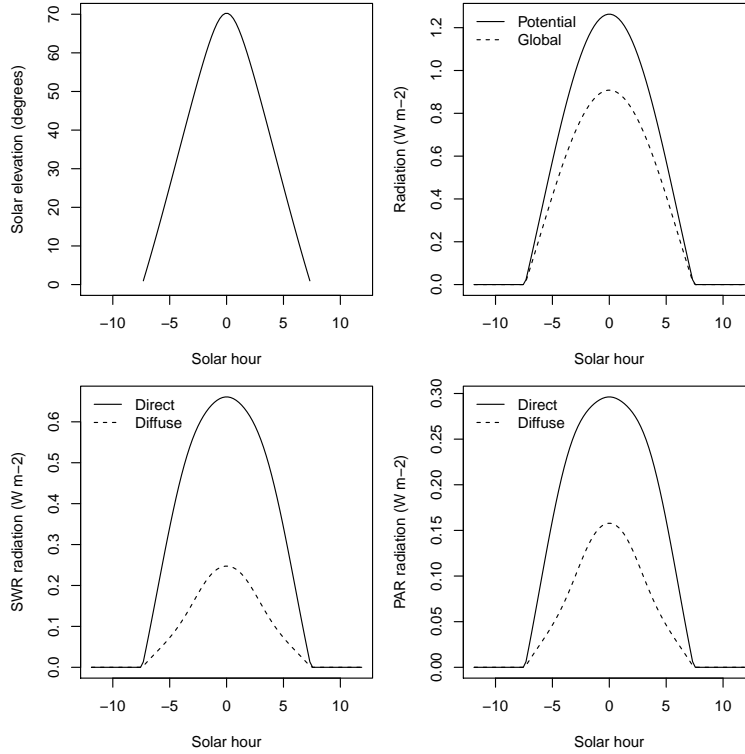 Solar elevation (degrees)
70
60
50
40
30
20
10
0
−10 −5 0 5 10
Solar hour
Radiation (W m−2)
1.2
1.0
0.8
0.6
0.4
0.2
0.0
Potential
Global
−10 −5 0 5 10
Solar hour
SWR radiation (W m−2)
0.6
0.5
0.4
0.3
0.2
0.1
0.0
Direct
Diffuse
−10 −5 0 5 10
Solar hour
PAR radiation (W m−2)
0.30
0.25
0.20
0.15
0.10
0.05
0.00
Direct
Diffuse
−10 −5 0 5 10
Solar hour